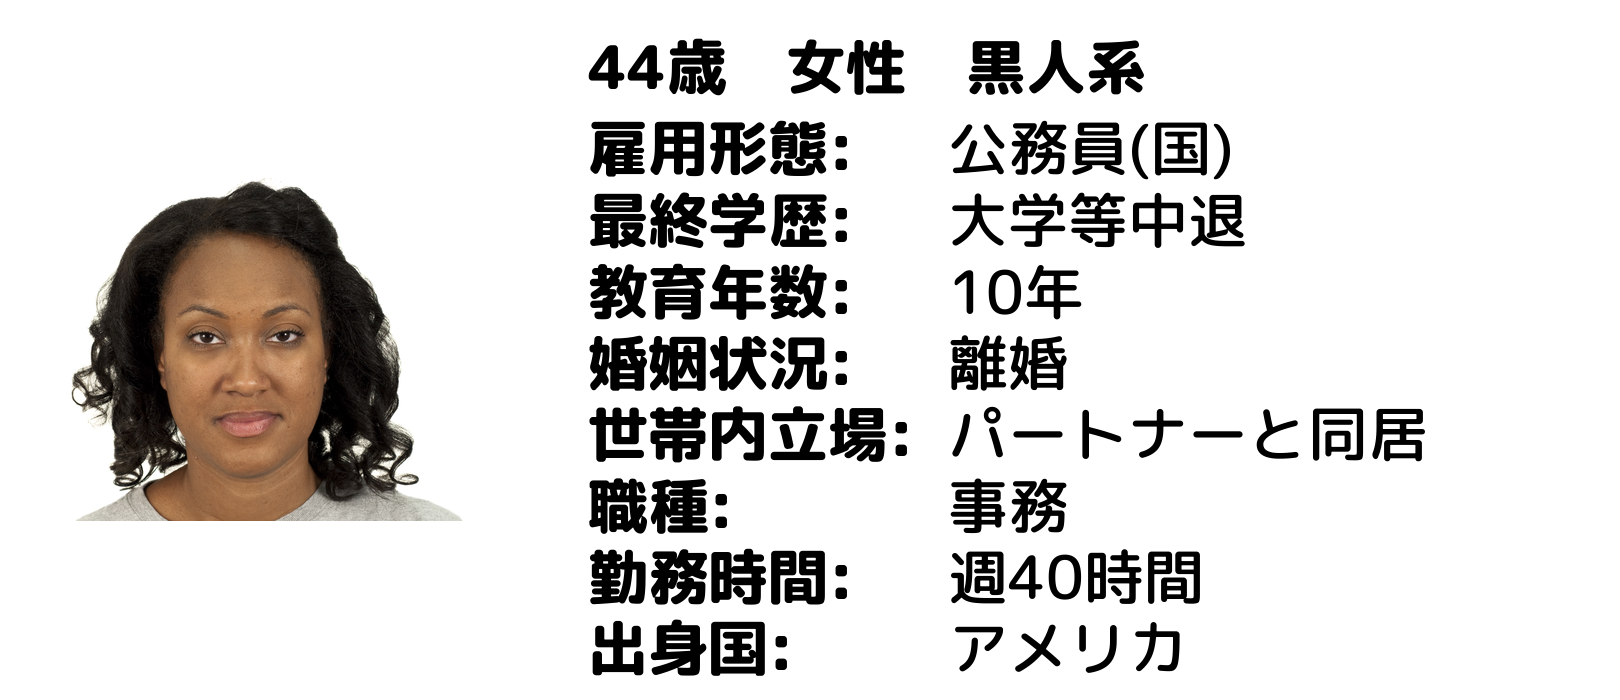 44歳　女性　黒人系
雇用形態:　公務員(国)
最終学歴:　大学等中退
教育年数:　10年
婚姻状況:　離婚
世帯内立場:　パートナーと同居
職種:　事務
勤務時間:　週40時間
出身国:　アメリカ